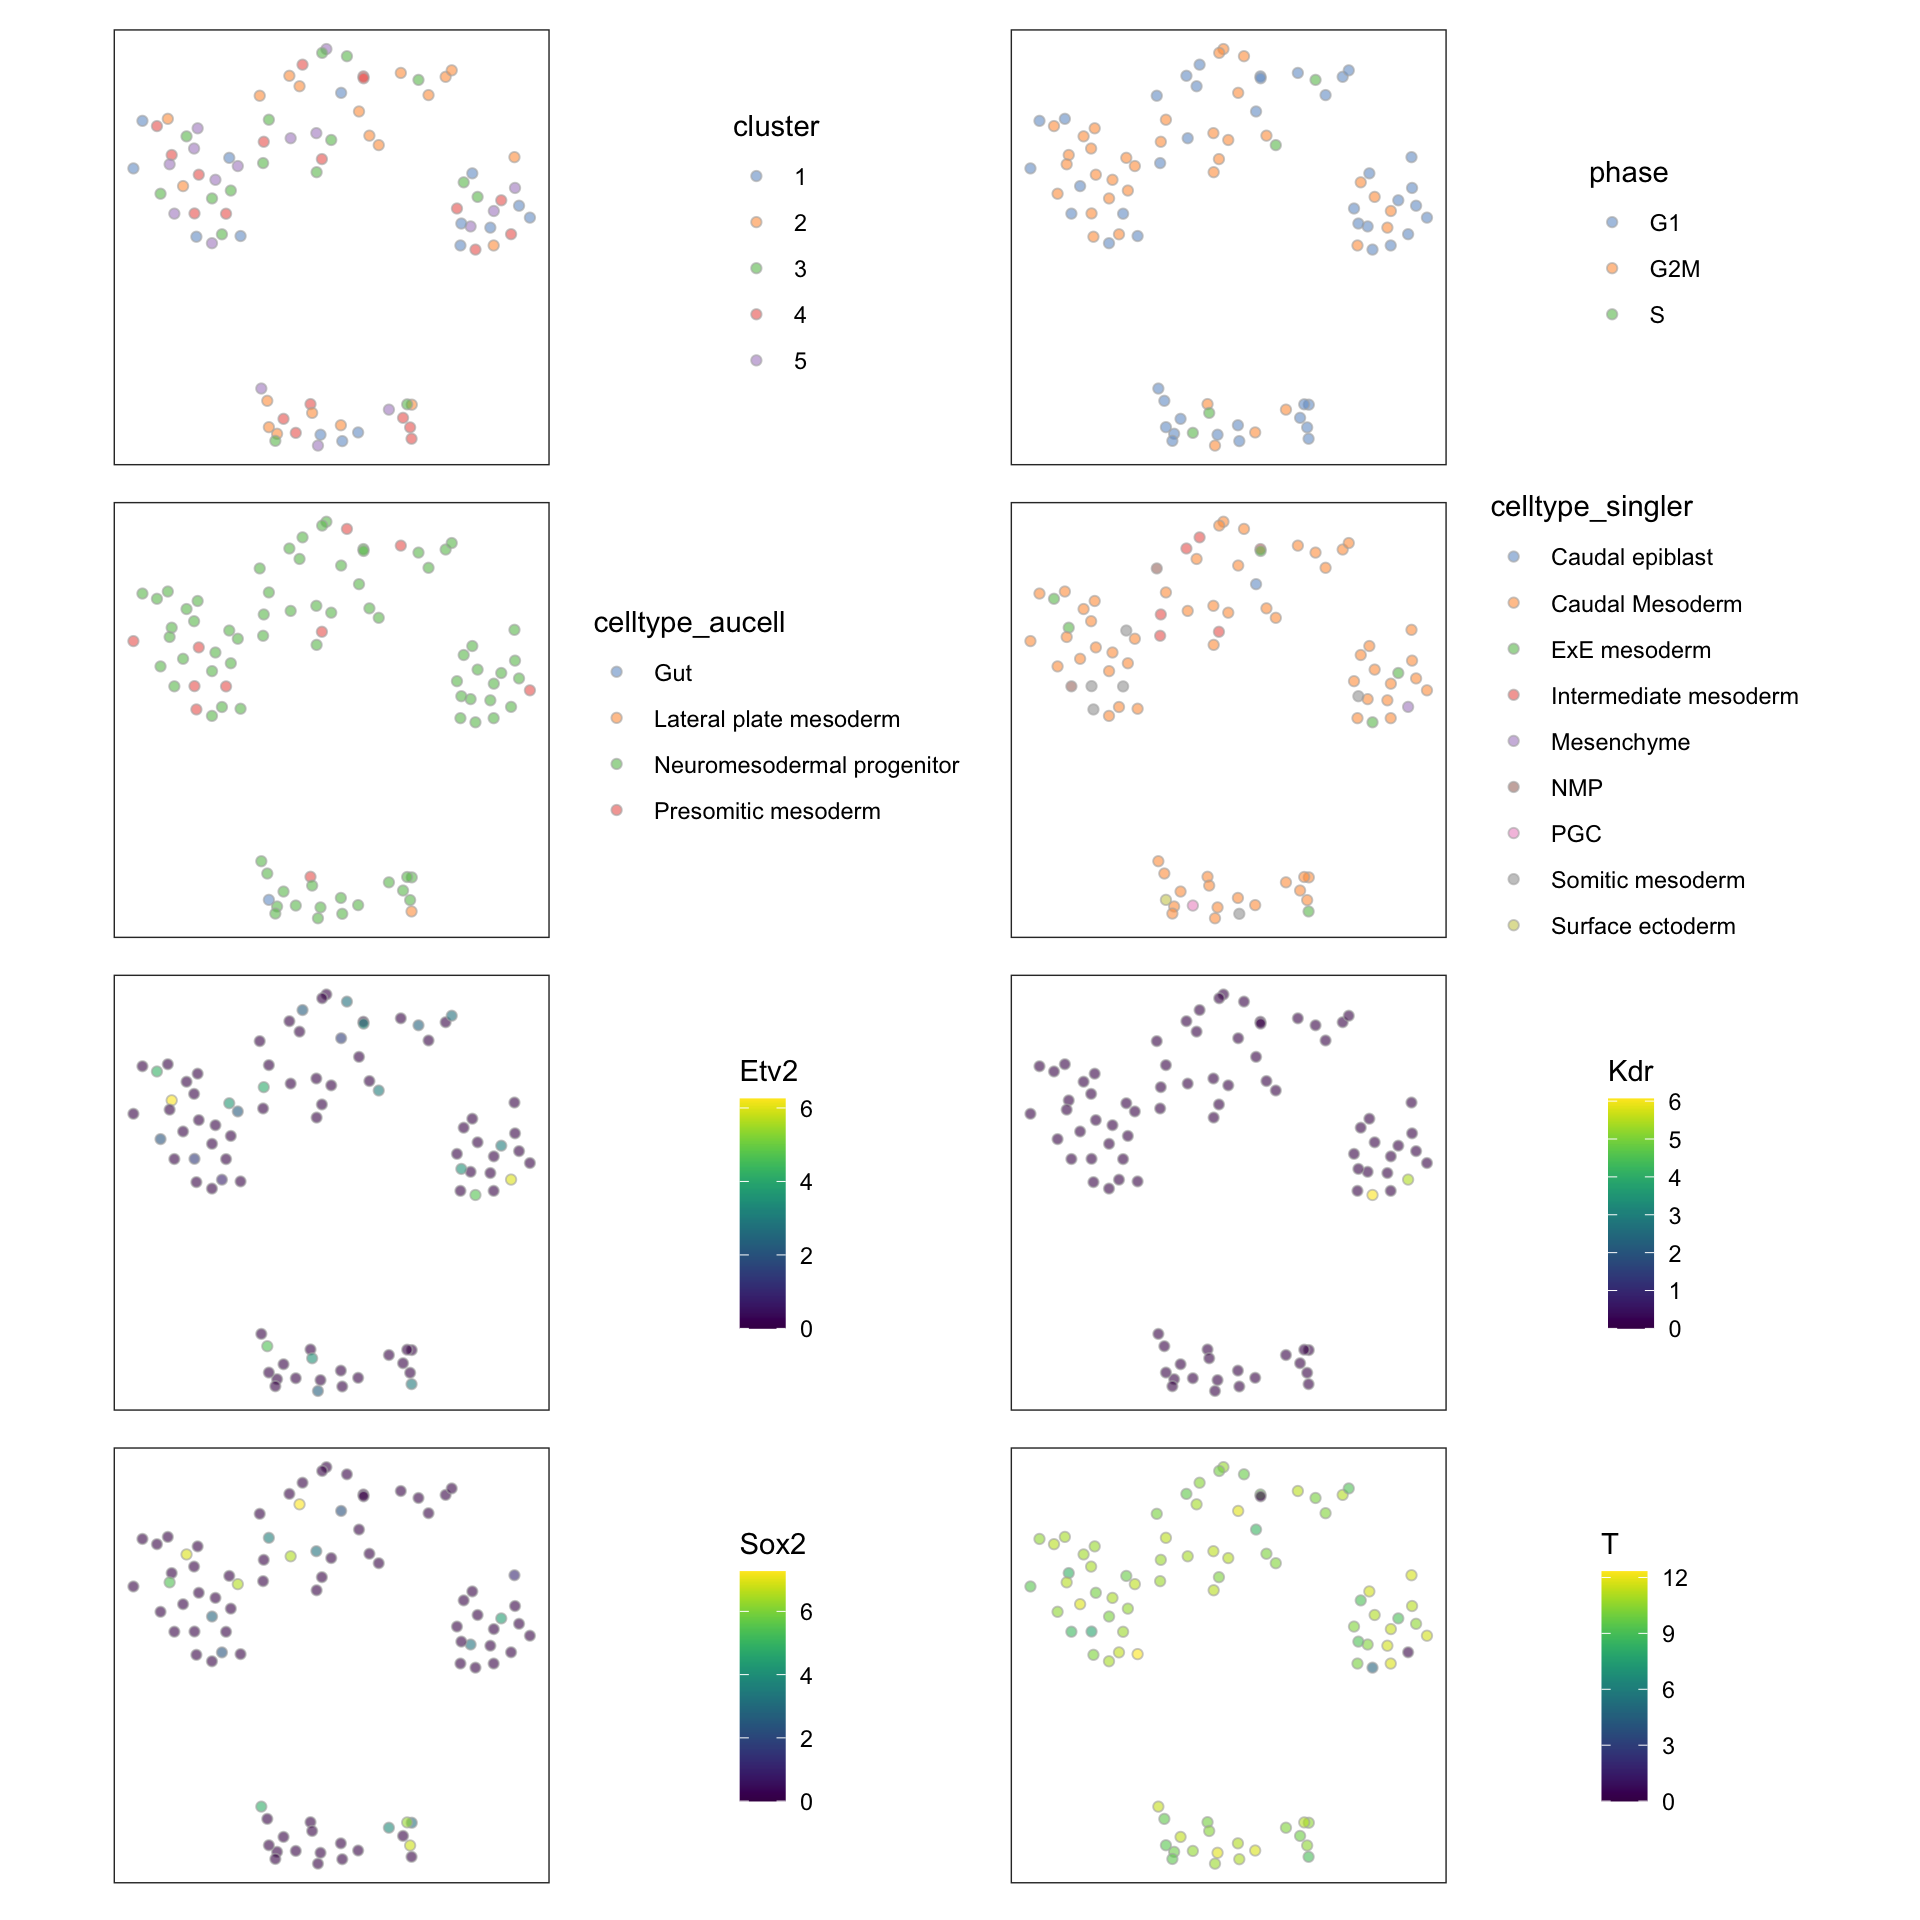 cluster
1
2
3
4
5
phase
G1
G2M
S
celltype_aucell
Gut
Lateral plate mesoderm
Neuromesodermal progenitor
Presomitic mesoderm
celltype_singler
Caudal epiblast
Caudal Mesoderm
ExE mesoderm
Intermediate mesoderm
Mesenchyme
NMP
PGC
Somitic mesoderm
Surface ectoderm
Etv2
6
4
2
0
Kdr
6
5
4
3
2
1
0
Sox2
6
4
2
0
T
12
9
6
3
0